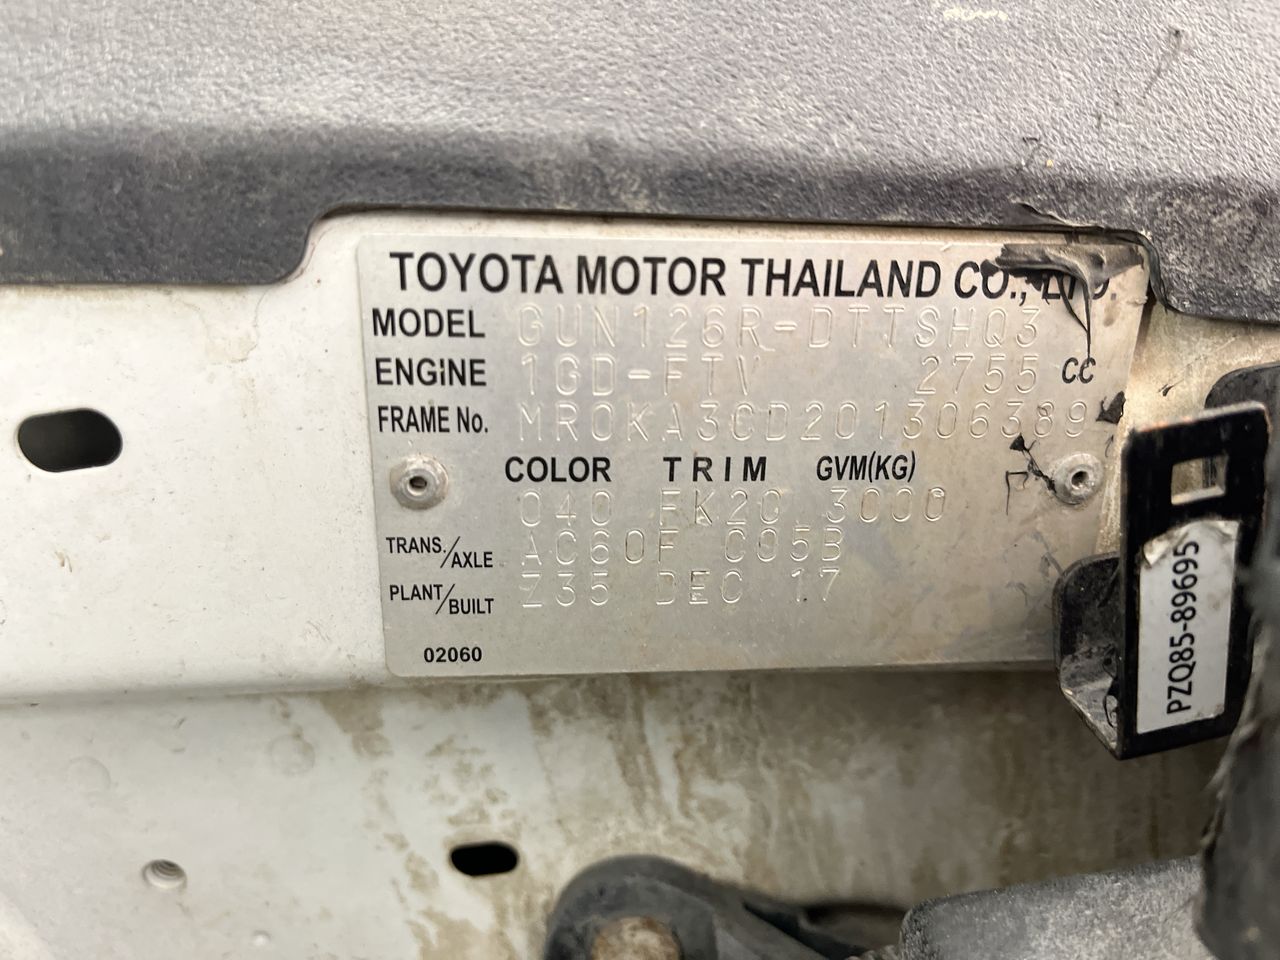 TOYOTA MOTOR THAILAND CO., LTD.
MODEL GUN126R-DTTSHQ3
ENGINE 1GD-FTV 2755 CC
FRAME No. MR0KA3CD201306389
COLOR TRIM GVM(KG)
040 FK20 3000
TRANS./AXLE AC60F C05B
PLANT/BUILT Z35 DEC 17
02060
PZQ85-89695